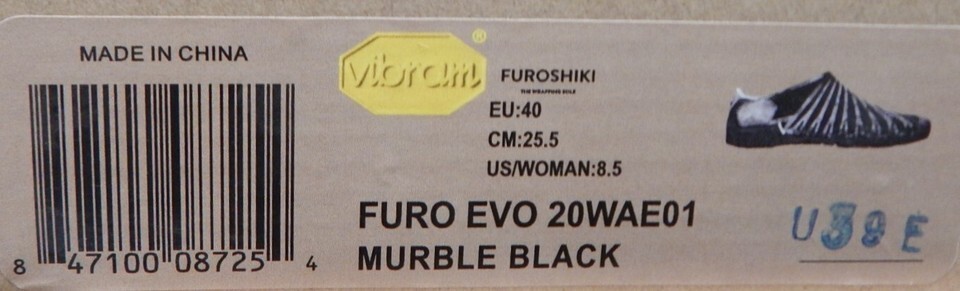 MADE IN CHINA
8 47100 08725 4
vibram®
FUROSHIKI
THE WRAPPING SOLE
EU:40
CM:25.5
US/WOMAN:8.5
FURO EVO 20WAE01
MURBLE BLACK
U39E